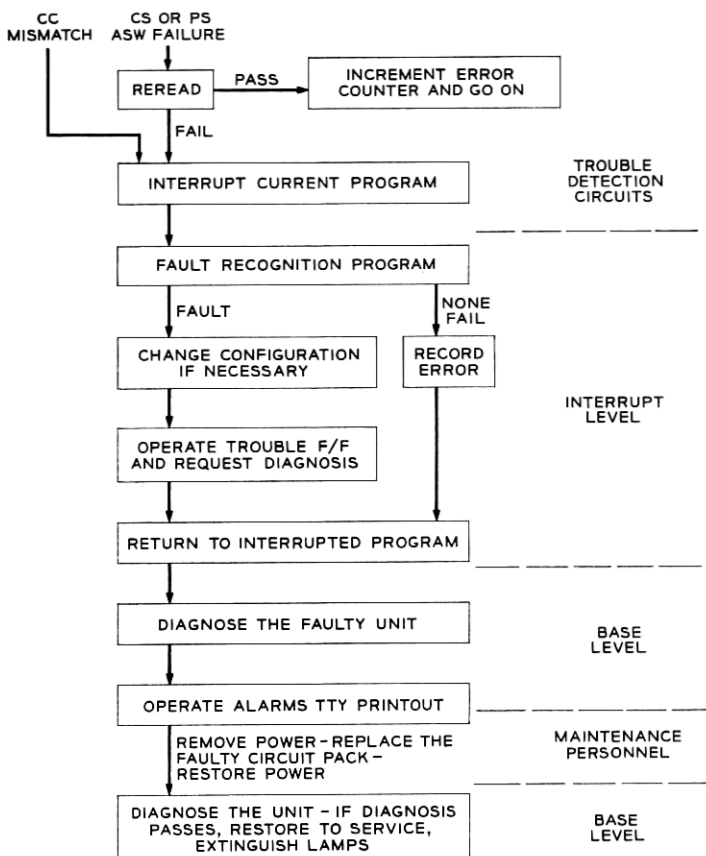 CC
MISMATCH
CS OR PS
ASW FAILURE
REREAD
PASS
INCREMENT ERROR
COUNTER AND GO ON
FAIL
INTERRUPT CURRENT PROGRAM
TROUBLE
DETECTION
CIRCUITS
FAULT RECOGNITION PROGRAM
FAULT
NONE
FAIL
CHANGE CONFIGURATION
IF NECESSARY
RECORD
ERROR
INTERRUPT
LEVEL
OPERATE TROUBLE F/F
AND REQUEST DIAGNOSIS
RETURN TO INTERRUPTED PROGRAM
DIAGNOSE THE FAULTY UNIT
BASE
LEVEL
OPERATE ALARMS TTY PRINTOUT
REMOVE POWER-REPLACE THE
FAULTY CIRCUIT PACK-
RESTORE POWER
MAINTENANCE
PERSONNEL
DIAGNOSE THE UNIT - IF DIAGNOSIS
PASSES, RESTORE TO SERVICE,
EXTINGUISH LAMPS
BASE
LEVEL